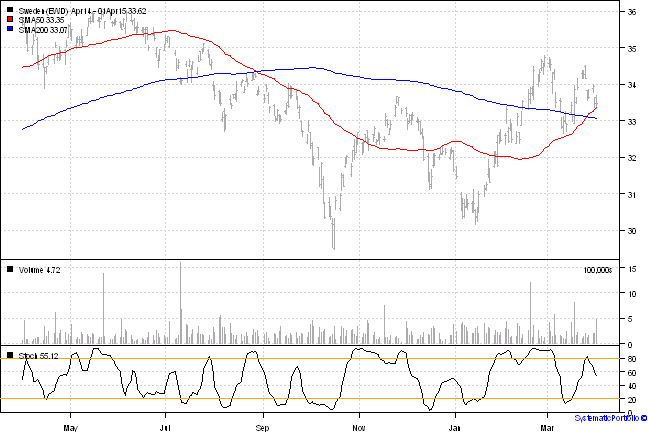 Sweden (EWD) Apr14 - 01Apr15 33.62
SMA50 33.35
SMA200 33.07
36
35
34
33
32
31
30
Volume 4.72
100,000s
15
10
5
0
Stoch 55.12
80
60
40
20
0
May Jul Sep Nov Jan Mar
SystematicPortfolio ©